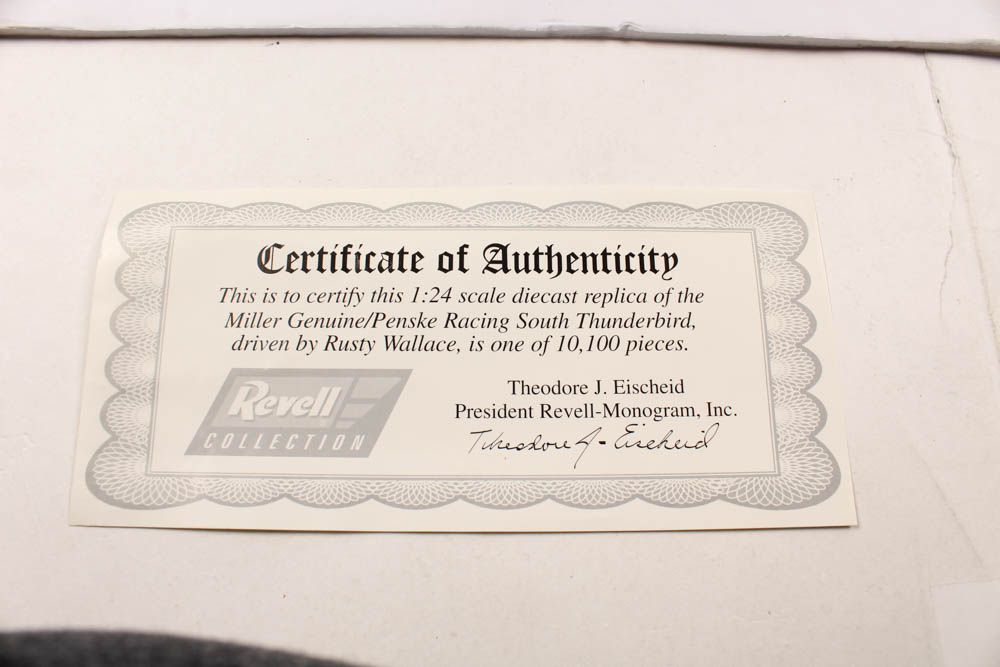 Certificate of Authenticity
This is to certify this 1:24 scale diecast replica of the
Miller Genuine/Penske Racing South Thunderbird,
driven by Rusty Wallace, is one of 10,100 pieces.
Revell
COLLECTION
Theodore J. Eischeid
President Revell-Monogram, Inc.
Theodore J. Eischeid